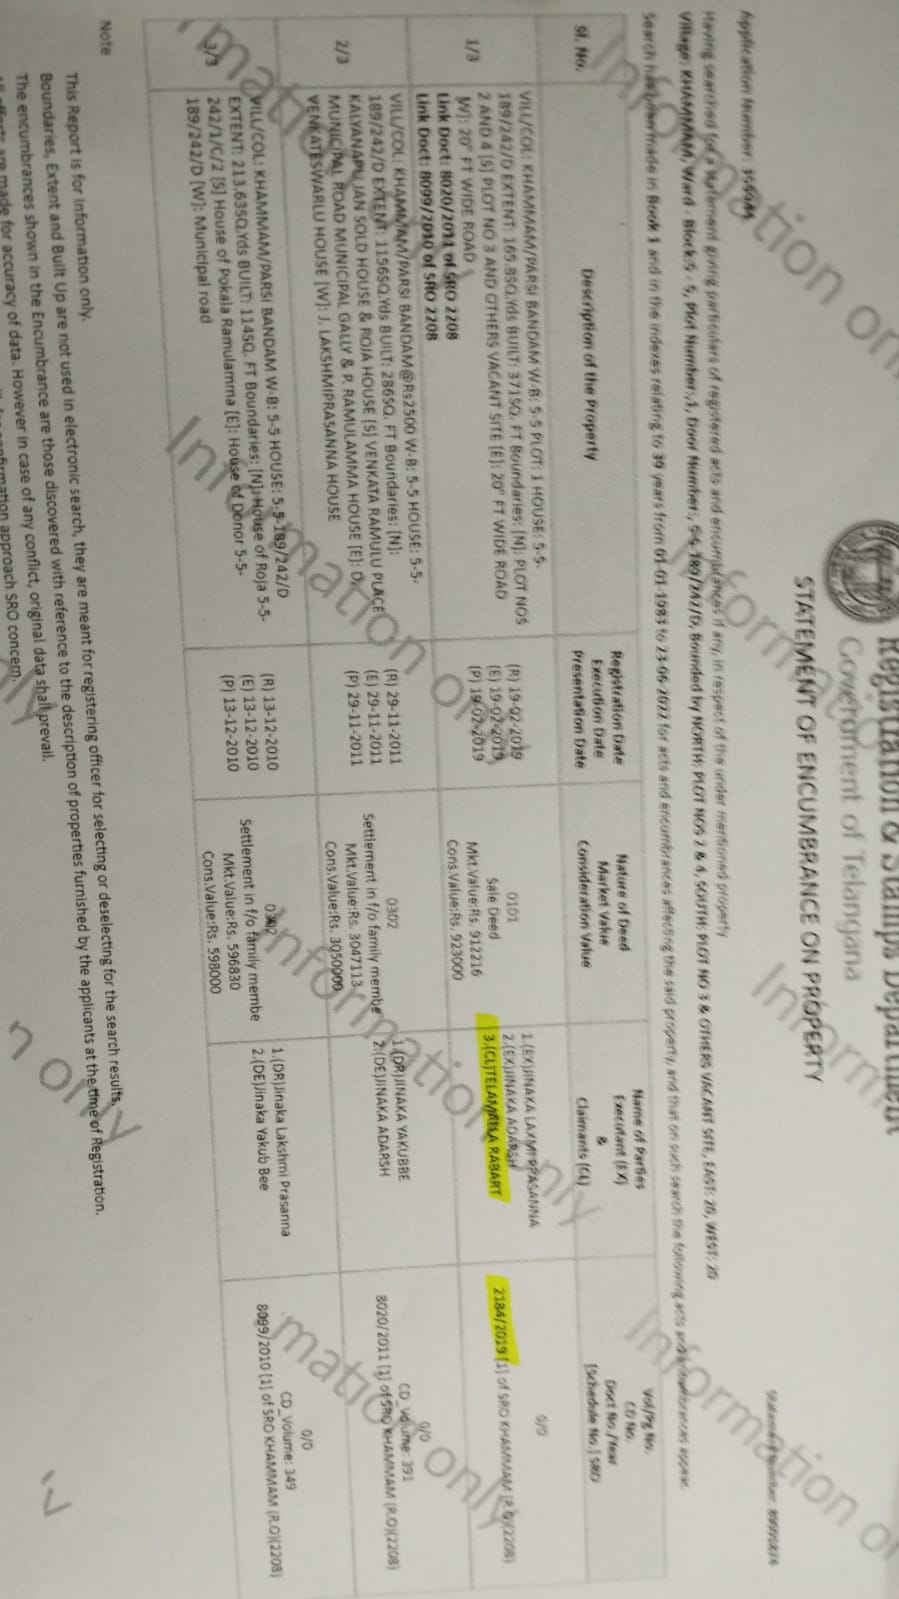 Registration & Stamps Department
Government of Telangana
STATEMENT OF ENCUMBRANCE ON PROPERTY
Application Number:
Statement Number:
Having searched for a statement giving particulars of registered acts and encumbrances if any, in respect of the under mentioned property
Village: KHAMMAM, Ward - Block: 5 - 5, Plot Number: 1, Door Number: 5-5-189/242/D, Bounded by NORTH: PLOT NOS 2 & 4, SOUTH: PLOT NO 3 & OTHERS VACANT SITE, EAST: 20, WEST: 20
Search has been made in Book 1 and in the indexes relating to 39 years from 01-01-1983 to 23-06-2022 for acts and encumbrances affecting the said property, and that on such search the following acts and encumbrances appear.
Sl. No.
Description of the Property
Registration Date
Execution Date
Presentation Date
Nature of Deed
Market Value
Consideration Value
Name of Parties
Executant (EX)
&
Claimants (CL)
Vol/Pg No.
CD No.
Doct No./Year
[Schedule No.] SRO
1/3
VILL/COL: KHAMMAM/PARSI BANDAM W-B: 5-5 PLOT: 1 HOUSE: 5-5-
189/242/D EXTENT: 165.8SQ.Yds BUILT: 371SQ. FT Boundaries: [N]: PLOT NOS
2 AND 4 [S] PLOT NO 3 AND OTHERS VACANT SITE [E]: 20" FT WIDE ROAD
[W]: 20" FT WIDE ROAD
Link Doct: 8020/2011 of SRO 2208
Link Doct: 8099/2010 of SRO 2208
(R) 19-02-2019
(E) 19-02-2019
(P) 19-02-2019
0101
Sale Deed
Mkt.Value:Rs. 912216
Cons.Value:Rs. 923000
1.(EX)JINAKA LAXMI PRASANNA
2.(EX)JINAKA ADARSH
3.(CL)TELAMARLA RABART
0/0
2184/2019 [1] of SRO KHAMMAM (R.O)(2208)
2/3
VILL/COL: KHAMMAM/PARSI BANDAM@Rs2500 W-B: 5-5 HOUSE: 5-5-
189/242/D EXTENT: 1156SQ.Yds BUILT: 286SQ. FT Boundaries: [N]:
KALYANAPU JAN SOLD HOUSE & ROJA HOUSE [S] VENKATA RAMULU PLACE
MUNICIPAL ROAD MUNICIPAL GALLY & P. RAMULAMMA HOUSE [E]: D.
VENKATESWARLU HOUSE [W]: J. LAKSHMIPRASANNA HOUSE
(R) 29-11-2011
(E) 29-11-2011
(P) 29-11-2011
0302
Settlement in f/o family membe
Mkt.Value:Rs. 3047113
Cons.Value:Rs. 3050000
1.(DR)JINAKA YAKUBBE
2.(DE)JINAKA ADARSH
0/0
CD_Volume: 391
8020/2011 [1] of SRO KHAMMAM (R.O)(2208)
3/3
VILL/COL: KHAMMAM/PARSI BANDAM W-B: 5-5 HOUSE: 5-5-189/242/D
EXTENT: 213.63SQ.Yds BUILT: 114SQ. FT Boundaries: [N]: House of Roja 5-5-
242/1/C/2 [S] House of Pokala Ramulamma [E]: House of Donor 5-5-
189/242/D [W]: Municipal road
(R) 13-12-2010
(E) 13-12-2010
(P) 13-12-2010
0302
Settlement in f/o family membe
Mkt.Value:Rs. 596830
Cons.Value:Rs. 598000
1.(DR)Jinaka Lakshmi Prasanna
2.(DE)Jinaka Yakub Bee
0/0
CD_Volume: 349
8099/2010 [1] of SRO KHAMMAM (R.O)(2208)
Note
This Report is for Information only.
Boundaries, Extent and Built Up are not used in electronic search, they are meant for registering officer for selecting or deselecting for the search results.
The encumbrances shown in the Encumbrance are those discovered with reference to the description of properties furnished by the applicants at the time of Registration.
All efforts are made for accuracy of data. However in case of any conflict, original data shall prevail.
approach SRO concern.
Information only